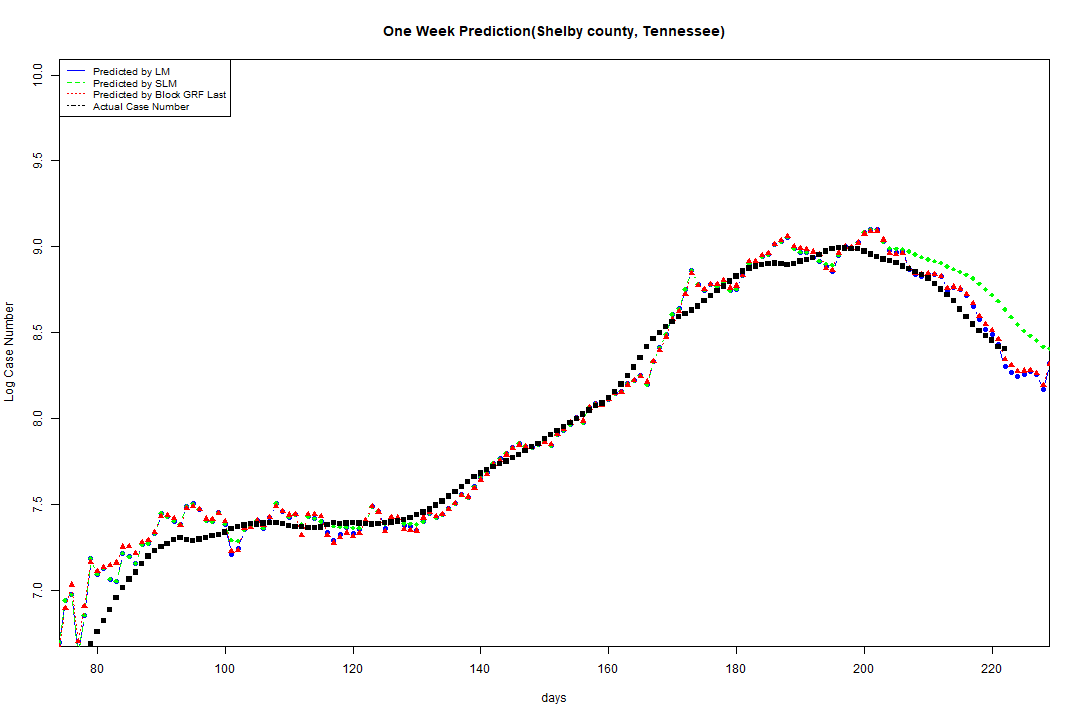 One Week Prediction(Shelby county, Tennessee)
Predicted by LM
Predicted by SLM
Predicted by Block GRF Last
Actual Case Number
10.0
9.5
9.0
8.5
8.0
7.5
7.0
Log Case Number
80 100 120 140 160 180 200 220
days